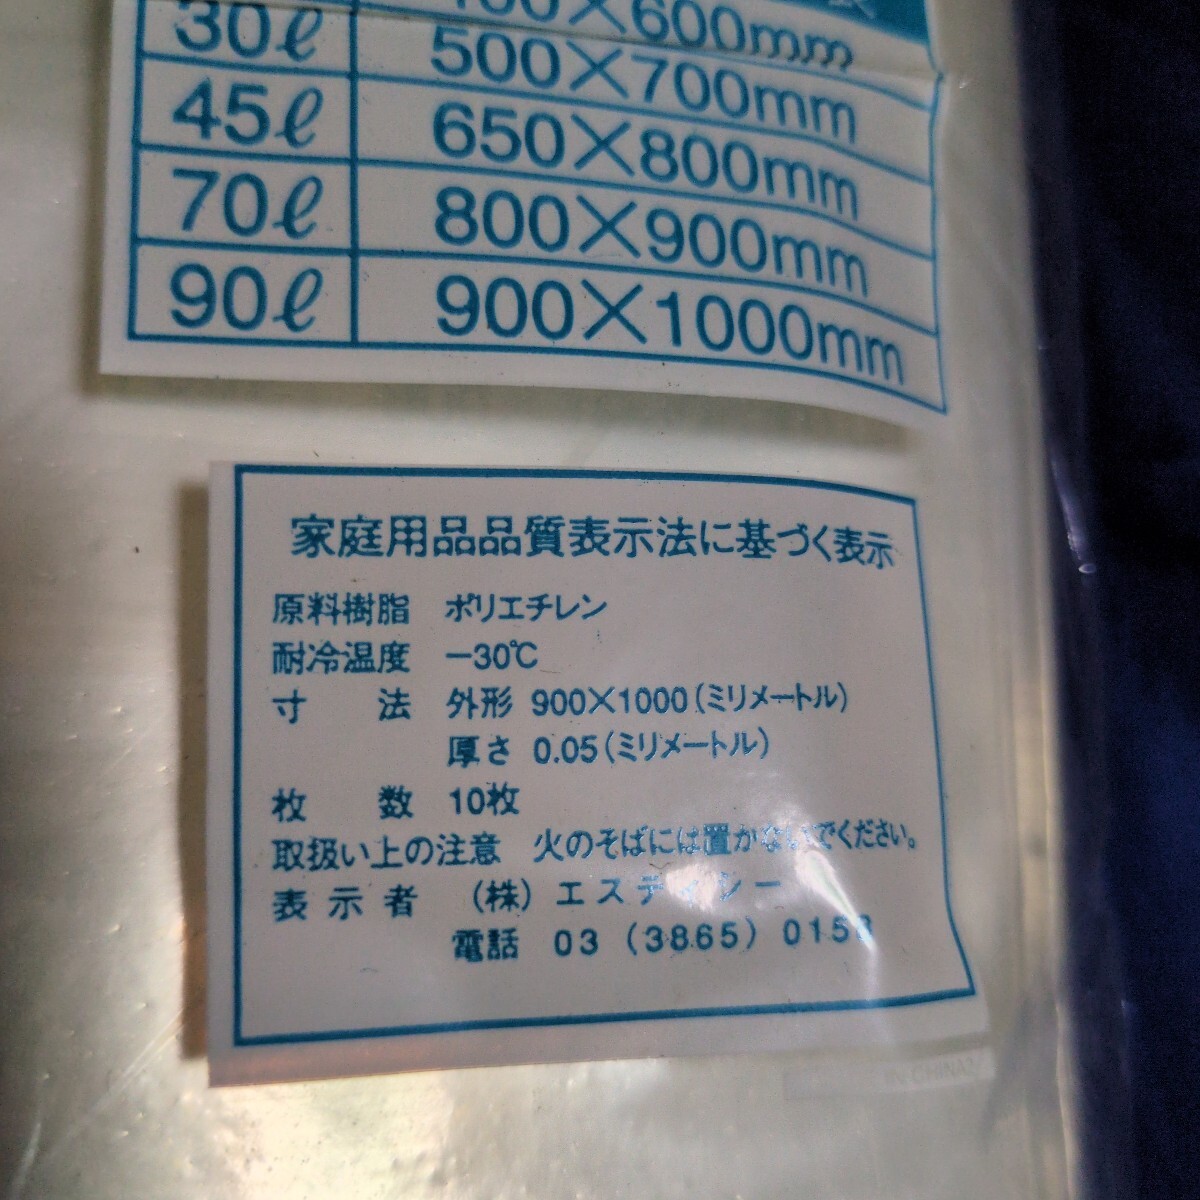 ×600mm
30ℓ 500×700mm
45ℓ 650×800mm
70ℓ 800×900mm
90ℓ 900×1000mm
家庭用品品質表示法に基づく表示
原料樹脂 ポリエチレン
耐冷温度 −30℃
寸 法 外形 900×1000(ミリメートル)
厚さ 0.05(ミリメートル)
枚 数 10枚
取扱い上の注意 火のそばには置かないでください。
表示者 (株)エスディシー
電話 03(3865)015
IN CHINA